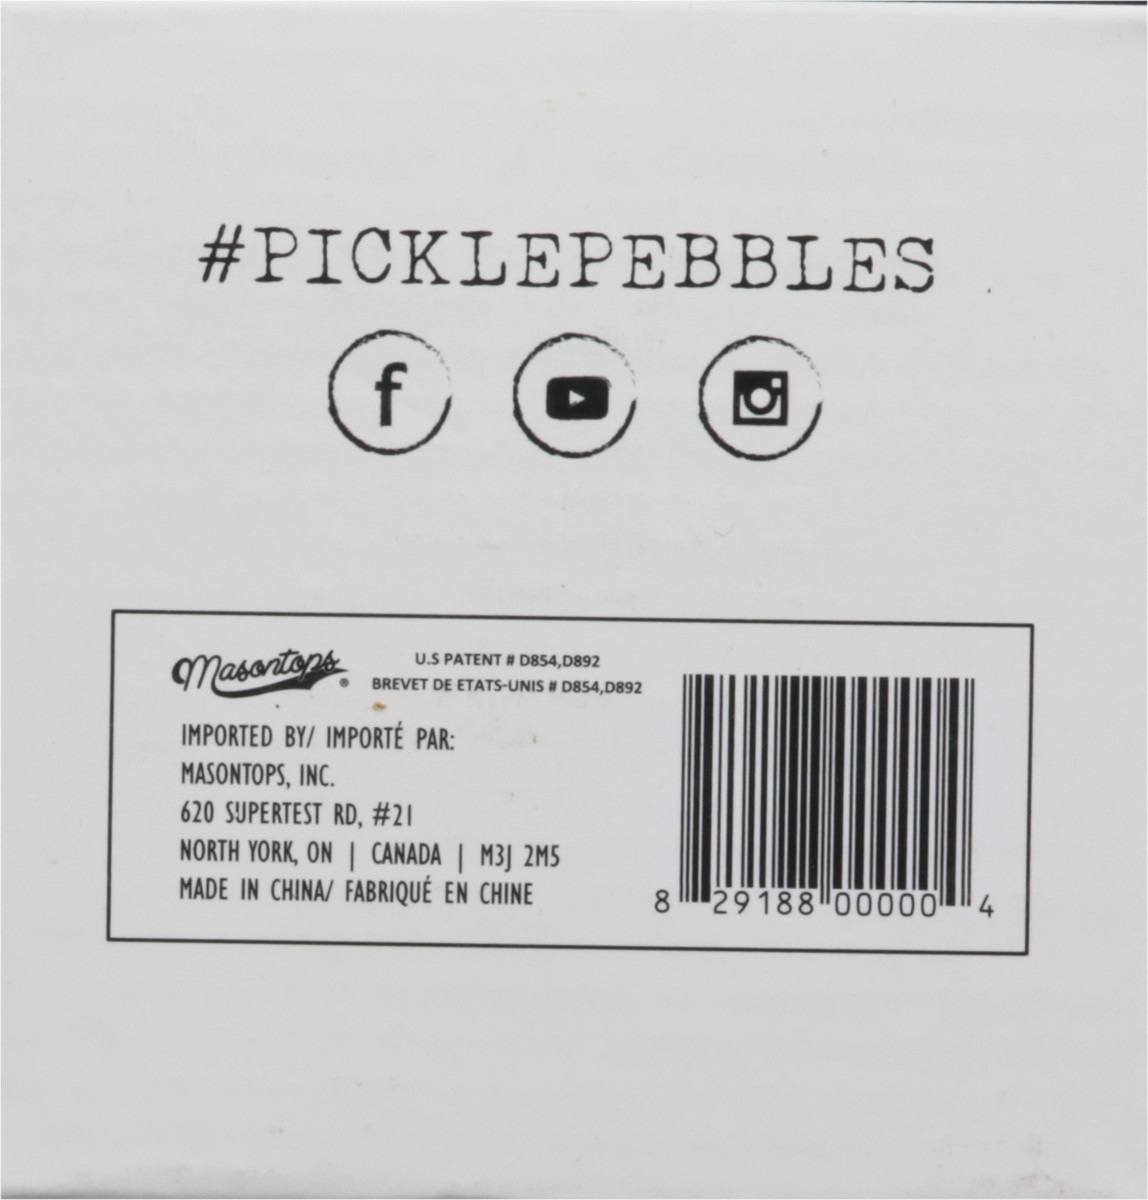 #PICKLEPEBBLES
f
Masontops®
U.S PATENT # D854,D892
BREVET DE ETATS-UNIS # D854,D892
IMPORTED BY/ IMPORTÉ PAR:
MASONTOPS, INC.
620 SUPERTEST RD, #21
NORTH YORK, ON | CANADA | M3J 2M5
MADE IN CHINA/ FABRIQUÉ EN CHINE
8 29188 00000 4